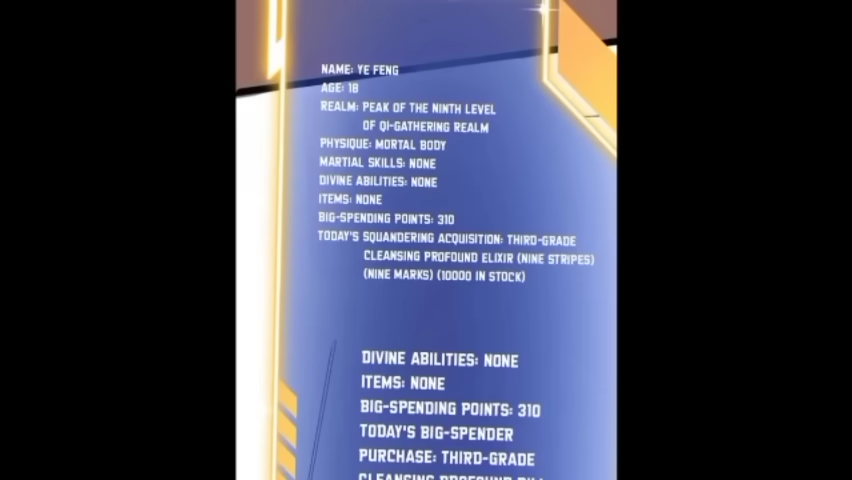 NAME: YE FENG
AGE: 18
REALM: PEAK OF THE NINTH LEVEL
OF QI-GATHERING REALM
PHYSIQUE: MORTAL BODY
MARTIAL SKILLS: NONE
DIVINE ABILITIES: NONE
ITEMS: NONE
BIG-SPENDING POINTS: 310
TODAY'S SQUANDERING ACQUISITION: THIRD-GRADE
CLEANSING PROFOUND ELIXIR (NINE STRIPES)
(NINE MARKS) (10000 IN STOCK)
DIVINE ABILITIES: NONE
ITEMS: NONE
BIG-SPENDING POINTS: 310
TODAY'S BIG-SPENDER
PURCHASE: THIRD-GRADE
CLEANSING PROFOUND